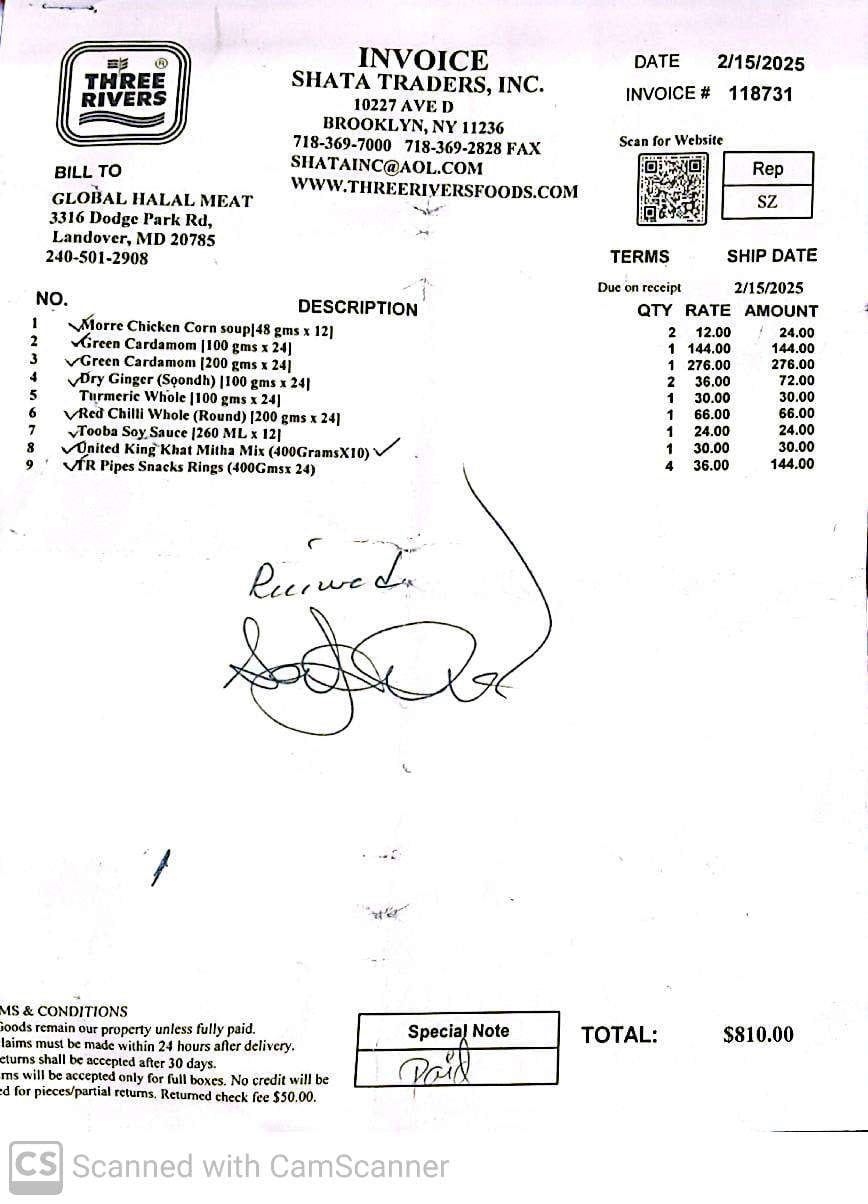 THREE
RIVERS
®
INVOICE
SHATA TRADERS, INC.
10227 AVE D
BROOKLYN, NY 11236
718-369-7000 718-369-2828 FAX
SHATAINC@AOL.COM
WWW.THREERIVERSFOODS.COM
DATE 2/15/2025
INVOICE # 118731
Scan for Website
Rep
SZ
BILL TO
GLOBAL HALAL MEAT
3316 Dodge Park Rd,
Landover, MD 20785
240-501-2908
TERMS SHIP DATE
Due on receipt 2/15/2025
NO. DESCRIPTION QTY RATE AMOUNT
1 Morre Chicken Corn soup[48 gms x 12] 2 12.00 24.00
2 Green Cardamom [100 gms x 24] 1 144.00 144.00
3 Green Cardamom [200 gms x 24] 1 276.00 276.00
4 Dry Ginger (Soondh) [100 gms x 24] 2 36.00 72.00
5 Turmeric Whole [100 gms x 24] 1 30.00 30.00
6 Red Chilli Whole (Round) [200 gms x 24] 1 66.00 66.00
7 Tooba Soy Sauce [260 ML x 12] 1 24.00 24.00
8 United King Khat Mitha Mix (400GramsX10) 1 30.00 30.00
9 TR Pipes Snacks Rings (400Gmsx 24) 4 36.00 144.00
Received
MS & CONDITIONS
Goods remain our property unless fully paid.
laims must be made within 24 hours after delivery.
eturns shall be accepted after 30 days.
ms will be accepted only for full boxes. No credit will be
ed for pieces/partial returns. Returned check fee $50.00.
Special Note
Paid
TOTAL: $810.00
CS Scanned with CamScanner